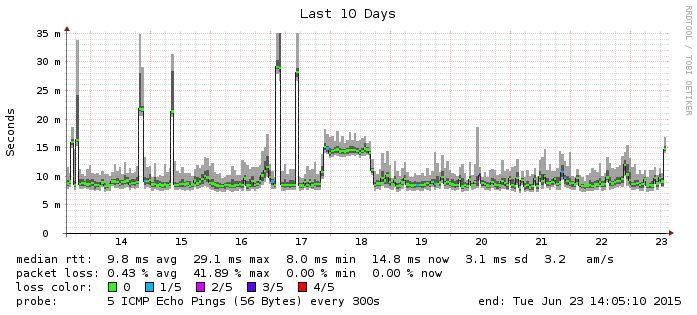 Last 10 Days
RRDTOOL / TOBI OETIKER
Seconds
35 m
30 m
25 m
20 m
15 m
10 m
5 m
0
14 15 16 17 18 19 20 21 22 23
median rtt: 9.8 ms avg 29.1 ms max 8.0 ms min 14.8 ms now 3.1 ms sd 3.2 am/s
packet loss: 0.43 % avg 41.89 % max 0.00 % min 0.00 % now
loss color: 0 1/5 2/5 3/5 4/5
probe: 5 ICMP Echo Pings (56 Bytes) every 300s end: Tue Jun 23 14:05:10 2015